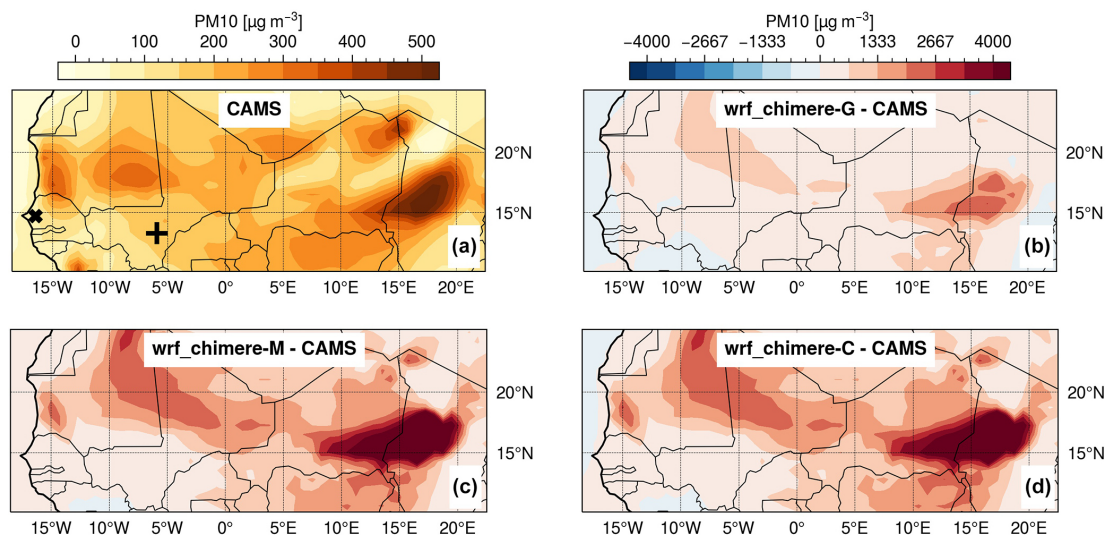 PM10 [µg m⁻³]
0 100 200 300 400 500
PM10 [µg m⁻³]
−4000 −2667 −1333 0 1333 2667 4000
CAMS
(a)
20°N
15°N
15°W 10°W 5°W 0° 5°E 10°E 15°E 20°E
wrf_chimere-G - CAMS
(b)
20°N
15°N
15°W 10°W 5°W 0° 5°E 10°E 15°E 20°E
wrf_chimere-M - CAMS
(c)
20°N
15°N
15°W 10°W 5°W 0° 5°E 10°E 15°E 20°E
wrf_chimere-C - CAMS
(d)
20°N
15°N
15°W 10°W 5°W 0° 5°E 10°E 15°E 20°E